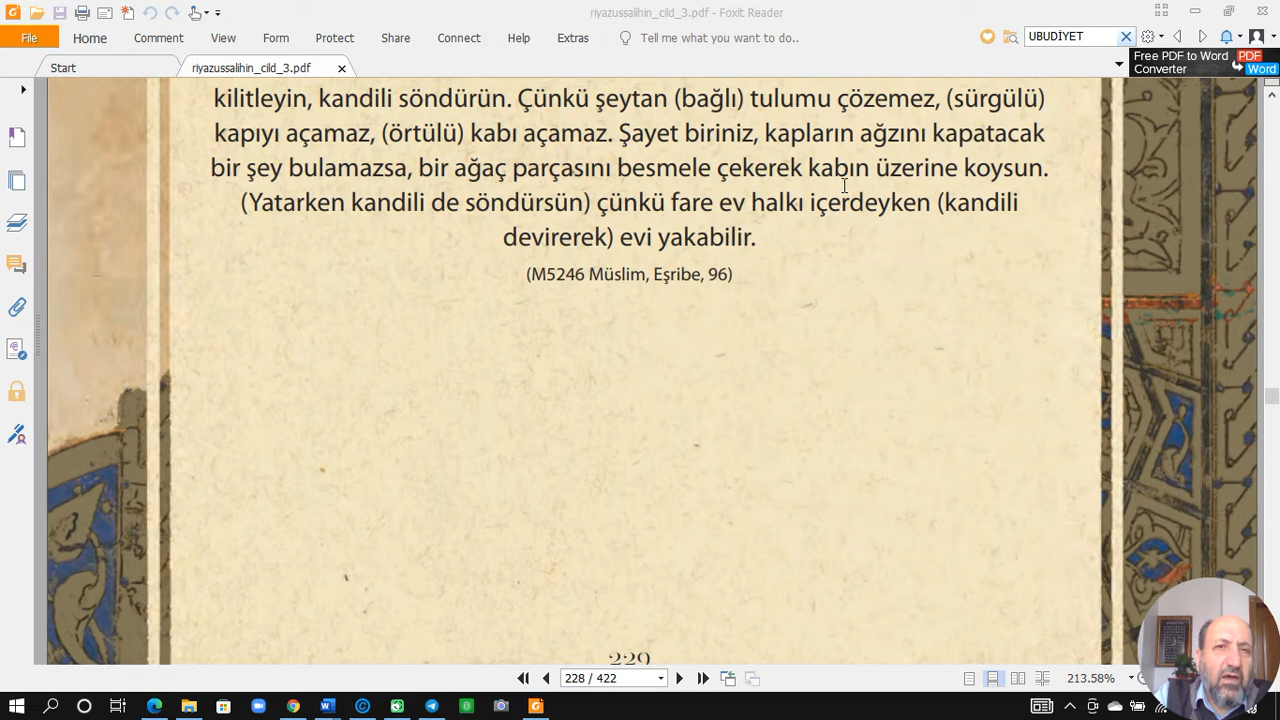 riyazussalihin_cild_3.pdf - Foxit Reader
File Home Comment View Form Protect Share Connect Help Extras Tell me what you want to do... UBUDİYET
Start riyazussalihin_cild_3.pdf
Free PDF to Word PDF
Converter Word
kilitleyin, kandili söndürün. Çünkü şeytan (bağlı) tulumu çözemez, (sürgülü)
kapıyı açamaz, (örtülü) kabı açamaz. Şayet biriniz, kapların ağzını kapatacak
bir şey bulamazsa, bir ağaç parçasını besmele çekerek kabın üzerine koysun.
(Yatarken kandili de söndürsün) çünkü fare ev halkı içerdeyken (kandili
devirerek) evi yakabilir.
(M5246 Müslim, Eşribe, 96)
229
228 / 422
213.58%